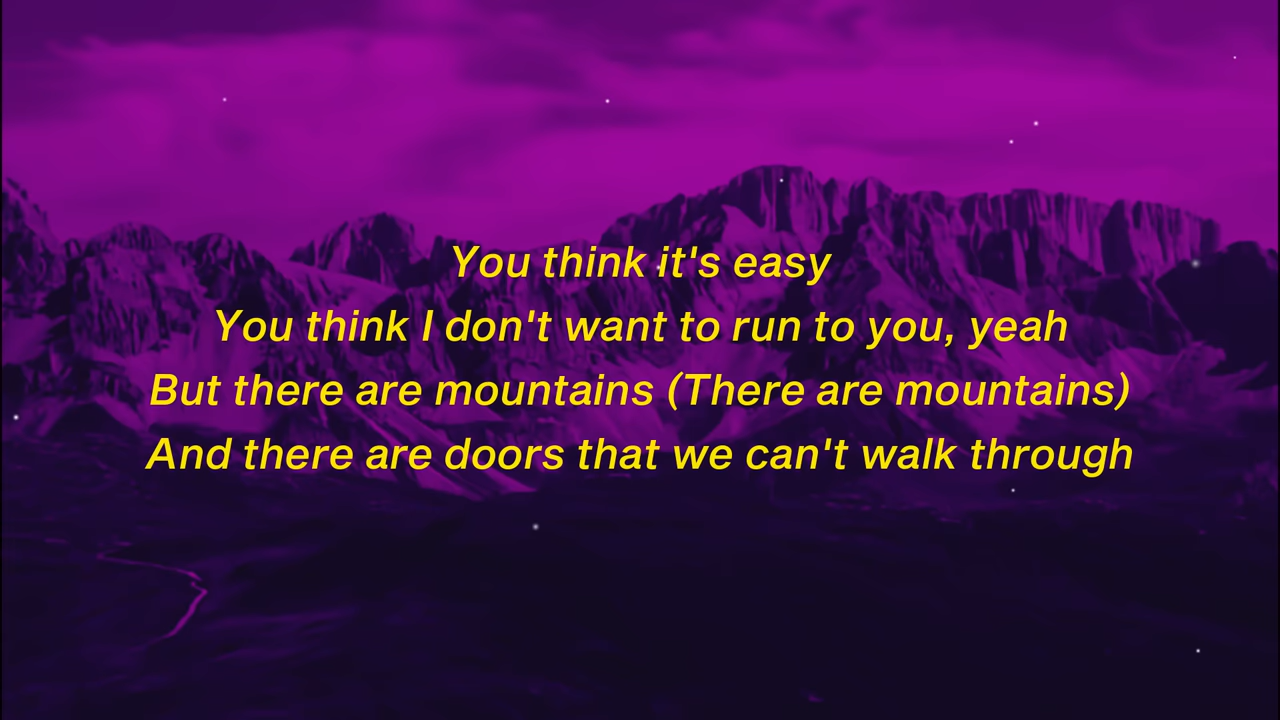 You think it's easy
You think I don't want to run to you, yeah
But there are mountains (There are mountains)
And there are doors that we can't walk through